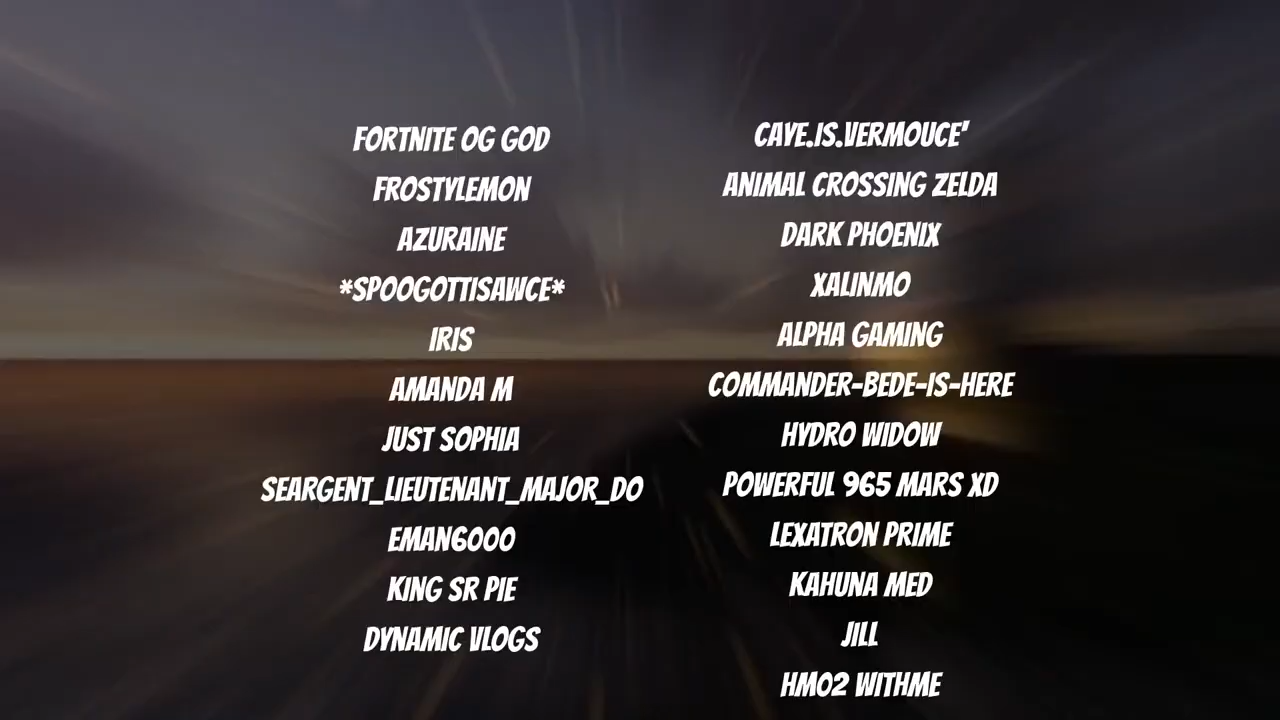 FORTNITE OG GOD
FROSTYLEMON
AZURAINE
*SPOOGOTTISAWCE*
IRIS
AMANDA M
JUST SOPHIA
SEARGENT_LIEUTENANT_MAJOR_DO
EMAN6000
KING SR PIE
DYNAMIC VLOGS
CAYE.IS.VERMOUCE'
ANIMAL CROSSING ZELDA
DARK PHOENIX
XALINMO
ALPHA GAMING
COMMANDER-BEDE-IS-HERE
HYDRO WIDOW
POWERFUL 965 MARS XD
LEXATRON PRIME
KAHUNA MED
JILL
HMO2 WITHME